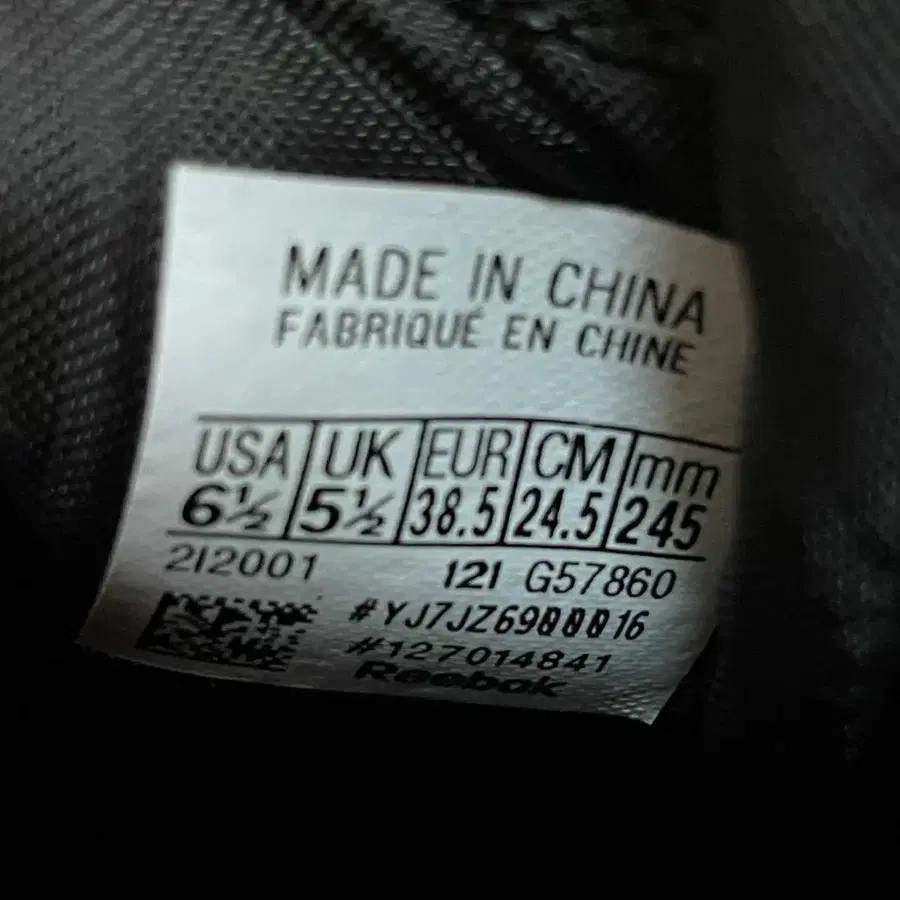 MADE IN CHINA
FABRIQUÉ EN CHINE
USA UK EUR CM mm
6½ 5½ 38.5 24.5 245
212001 121 G57860
#YJ7JZ69000016
#127014841
Reebok